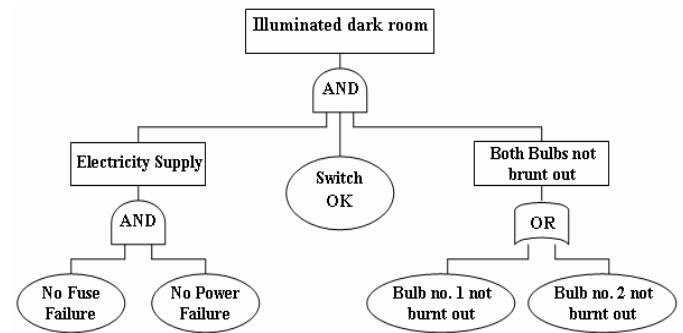 Illuminated dark room
AND
Electricity Supply
Switch
OK
Both Bulbs not
brunt out
AND
OR
No Fuse
Failure
No Power
Failure
Bulb no. 1 not
burnt out
Bulb no. 2 not
burnt out